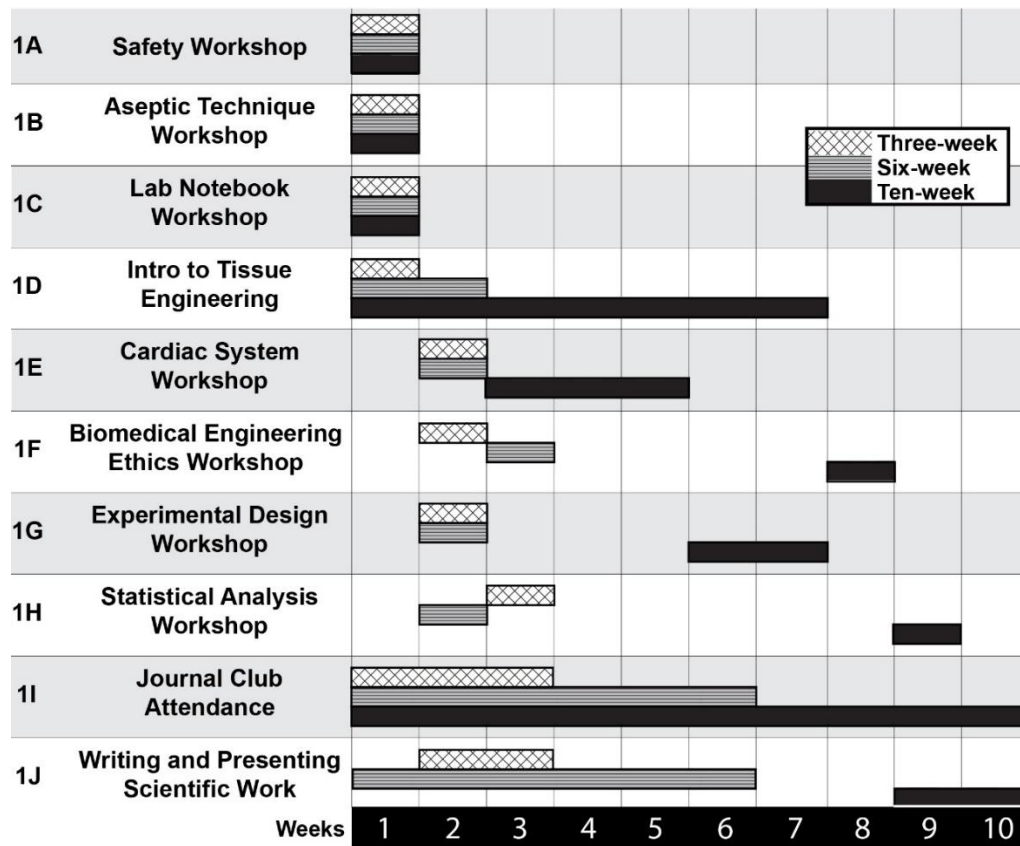 1A Safety Workshop
1B Aseptic Technique
Workshop
Three-week
Six-week
Ten-week
1C Lab Notebook
Workshop
1D Intro to Tissue
Engineering
1E Cardiac System
Workshop
1F Biomedical Engineering
Ethics Workshop
1G Experimental Design
Workshop
1H Statistical Analysis
Workshop
1I Journal Club
Attendance
1J Writing and Presenting
Scientific Work
Weeks 1 2 3 4 5 6 7 8 9 10